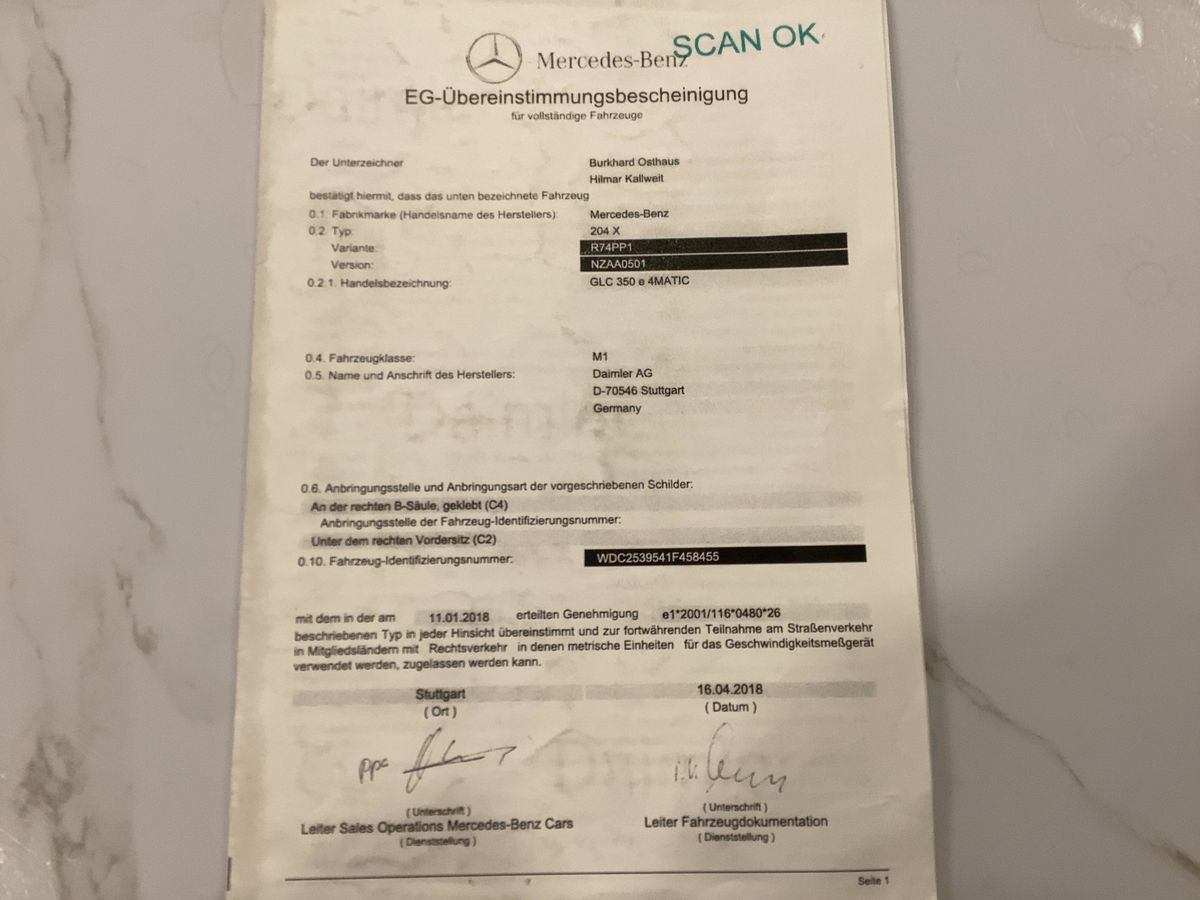 SCAN OK
Mercedes-Benz
EG-Übereinstimmungsbescheinigung
für vollständige Fahrzeuge
Der Unterzeichner Burkhard Osthaus
Hilmar Kallweit
bestätigt hiermit, dass das unten bezeichnete Fahrzeug
0.1. Fabrikmarke (Handelsname des Herstellers): Mercedes-Benz
0.2. Typ: 204 X
Variante: R74PP1
Version: NZAA0501
0.2.1. Handelsbezeichnung: GLC 350 e 4MATIC
0.4. Fahrzeugklasse: M1
0.5. Name und Anschrift des Herstellers: Daimler AG
D-70546 Stuttgart
Germany
0.6. Anbringungsstelle und Anbringungsart der vorgeschriebenen Schilder:
An der rechten B-Säule, geklebt (C4)
Anbringungsstelle der Fahrzeug-Identifizierungsnummer:
Unter dem rechten Vordersitz (C2)
0.10. Fahrzeug-Identifizierungsnummer: WDC2539541F458455
mit dem in der am 11.01.2018 erteilten Genehmigung e1*2001/116*0480*26
beschriebenen Typ in jeder Hinsicht übereinstimmt und zur fortwährenden Teilnahme am Straßenverkehr
in Mitgliedsländern mit Rechtsverkehr in denen metrische Einheiten für das Geschwindigkeitsmeßgerät
verwendet werden, zugelassen werden kann.
Stuttgart 16.04.2018
( Ort ) ( Datum )
ppa i.V.
( Unterschrift ) ( Unterschrift )
Leiter Sales Operations Mercedes-Benz Cars Leiter Fahrzeugdokumentation
( Dienststellung ) ( Dienststellung )
Seite 1